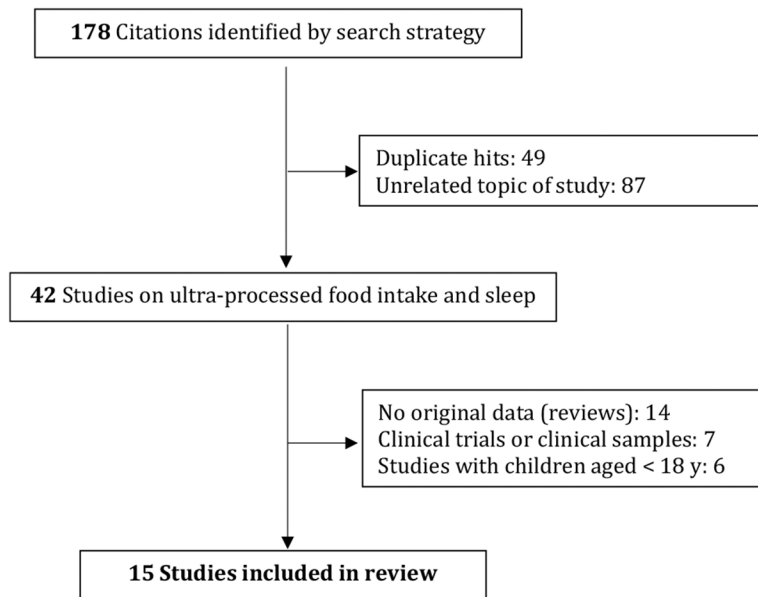 178 Citations identified by search strategy
Duplicate hits: 49
Unrelated topic of study: 87
42 Studies on ultra-processed food intake and sleep
No original data (reviews): 14
Clinical trials or clinical samples: 7
Studies with children aged < 18 y: 6
15 Studies included in review